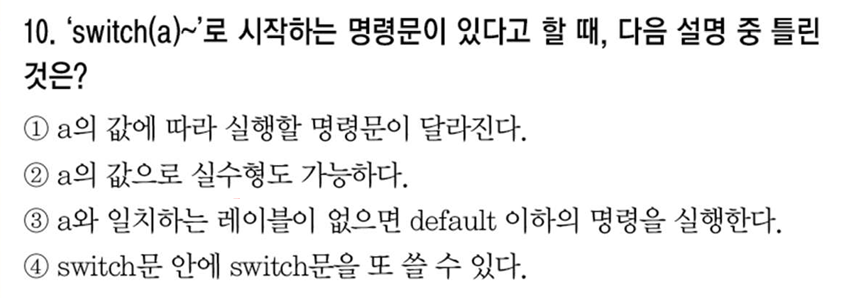 10. ‘switch(a)~’로 시작하는 명령문이 있다고 할 때, 다음 설명 중 틀린
것은?
① a의 값에 따라 실행할 명령문이 달라진다.
② a의 값으로 실수형도 가능하다.
③ a와 일치하는 레이블이 없으면 default 이하의 명령을 실행한다.
④ switch문 안에 switch문을 또 쓸 수 있다.